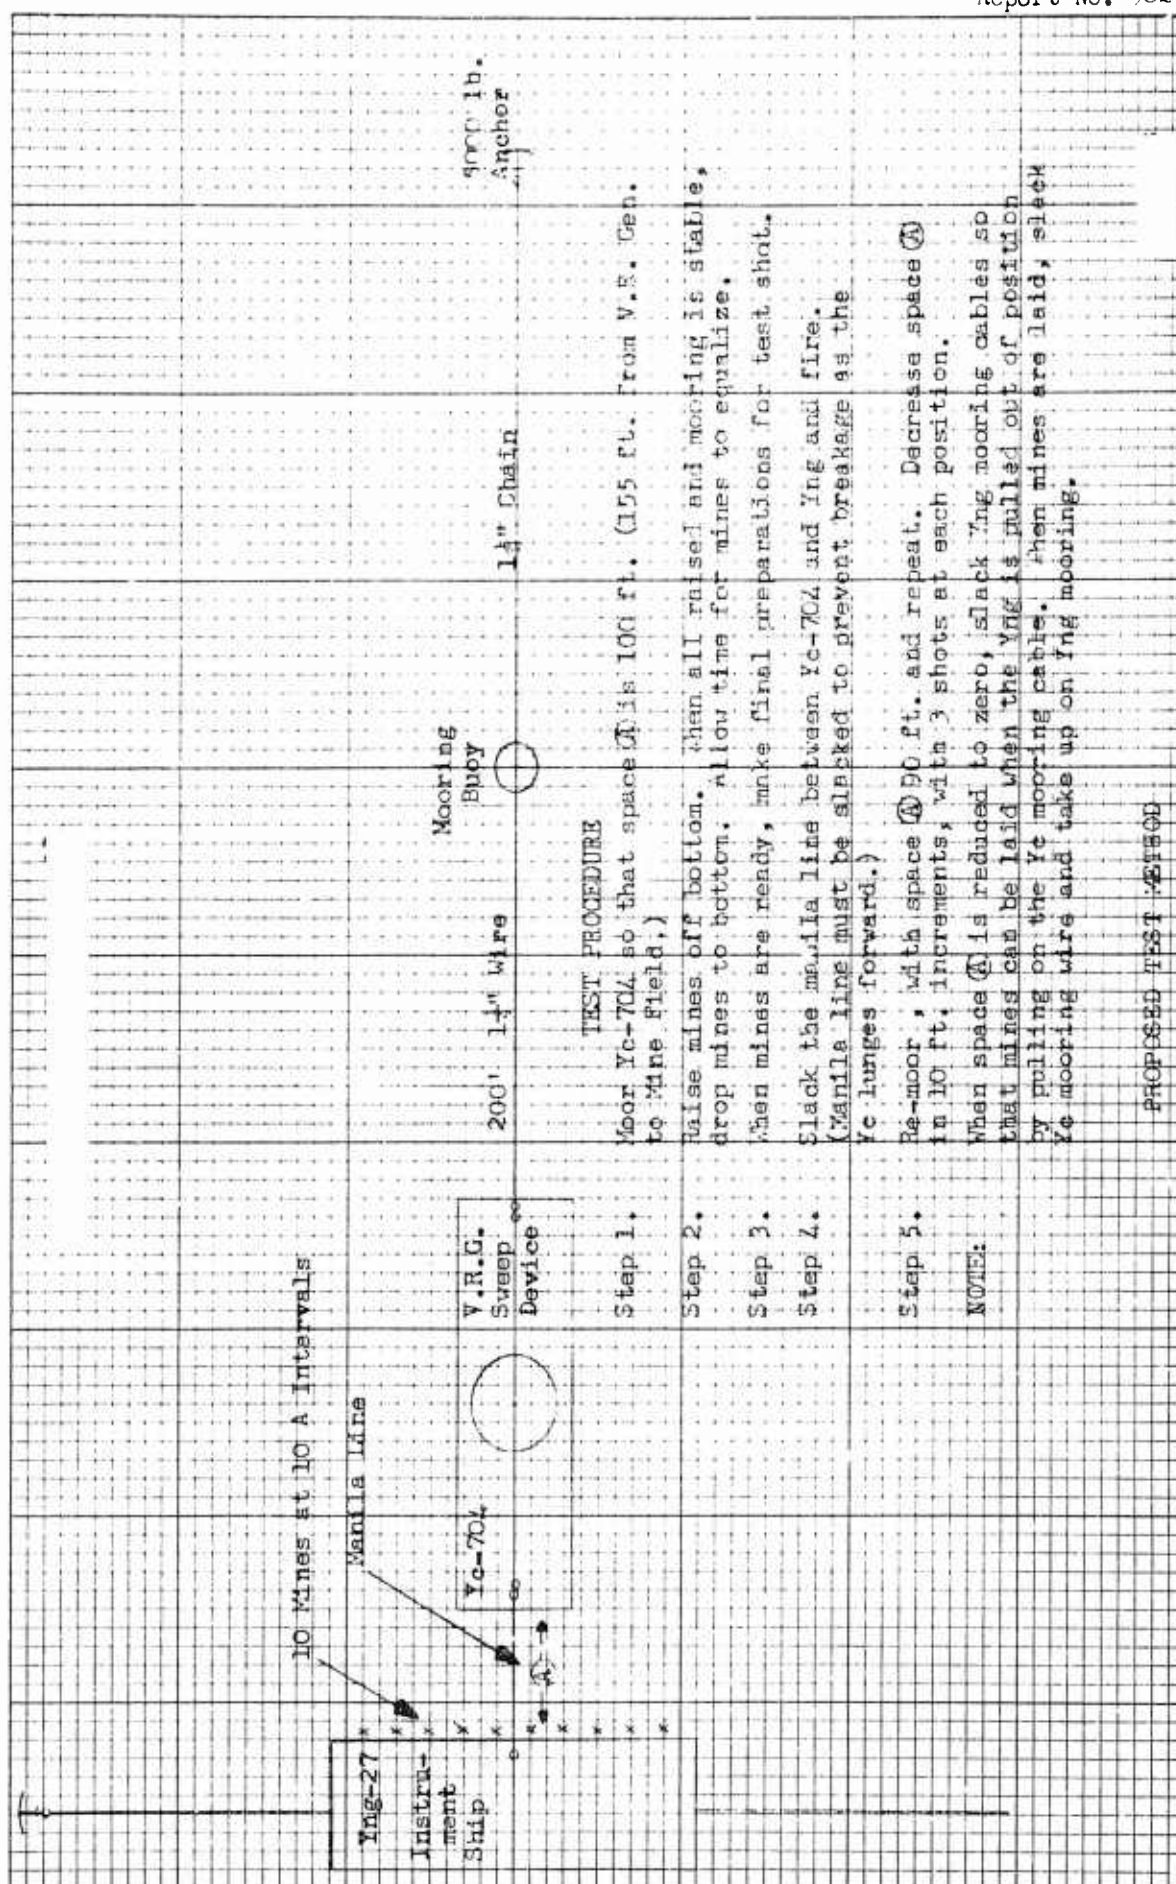 Report No.
10 Mines at 10 A Intervals
Manila Line
Yng-27
Instru-
ment
Ship
A
Yc-704
V.R.G.
Sweep
Device
200' 1¼" Wire
Mooring
Buoy
1¼" Chain
lb.
Anchor
TEST PROCEDURE
Step 1. Moor Yc-704 so that space (A) is 100 ft. (155 ft. from V.R. Gen.
to Mine Field.)
Step 2. Raise mines off bottom. When all raised and mooring is stable,
drop mines to bottom. Allow time for mines to equalize.
Step 3. When mines are ready, make final preparations for test shot.
Step 4. Slack the manila line between Yc-704 and Yng and fire.
(Manila line must be slacked to prevent breakage as the
Yc lunges forward.)
Step 5. Re-moor, with space (A) 90 ft. and repeat. Decrease space (A)
in 10 ft. increments, with 3 shots at each position.
NOTE: When space (A) is reduced to zero, slack Yng mooring cables so
that mines can be laid when the Yng is pulled out of position
by pulling on the Yc mooring cable. When mines are laid, slack
Yc mooring wire and take up on Yng mooring.
PROPOSED TEST METHOD